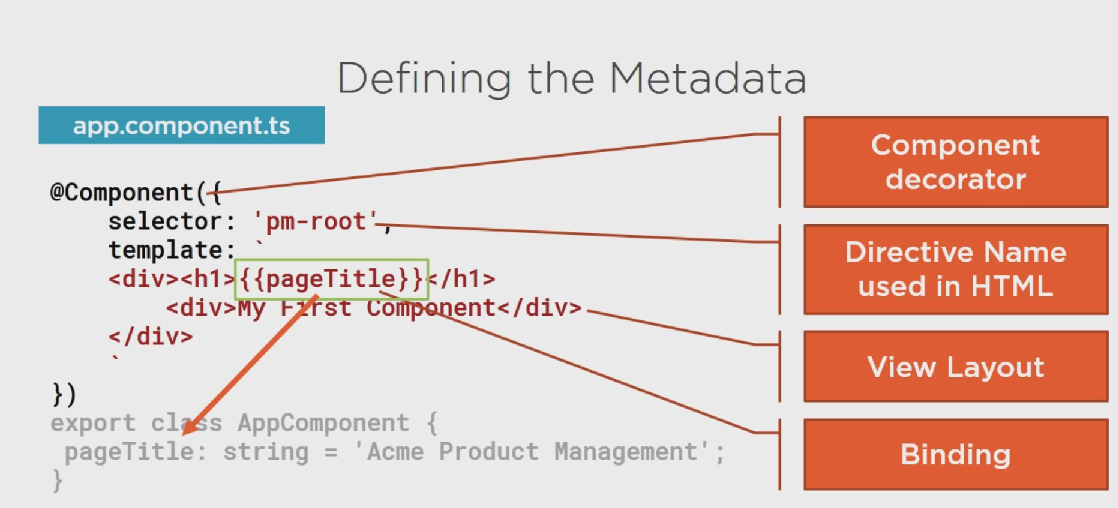 Defining the Metadata
app.component.ts
@Component({
selector: 'pm-root',
template: `
<div><h1>{{pageTitle}}</h1>
<div>My First Component</div>
</div>
`
})
export class AppComponent {
pageTitle: string = 'Acme Product Management';
}
Component
decorator
Directive Name
used in HTML
View Layout
Binding